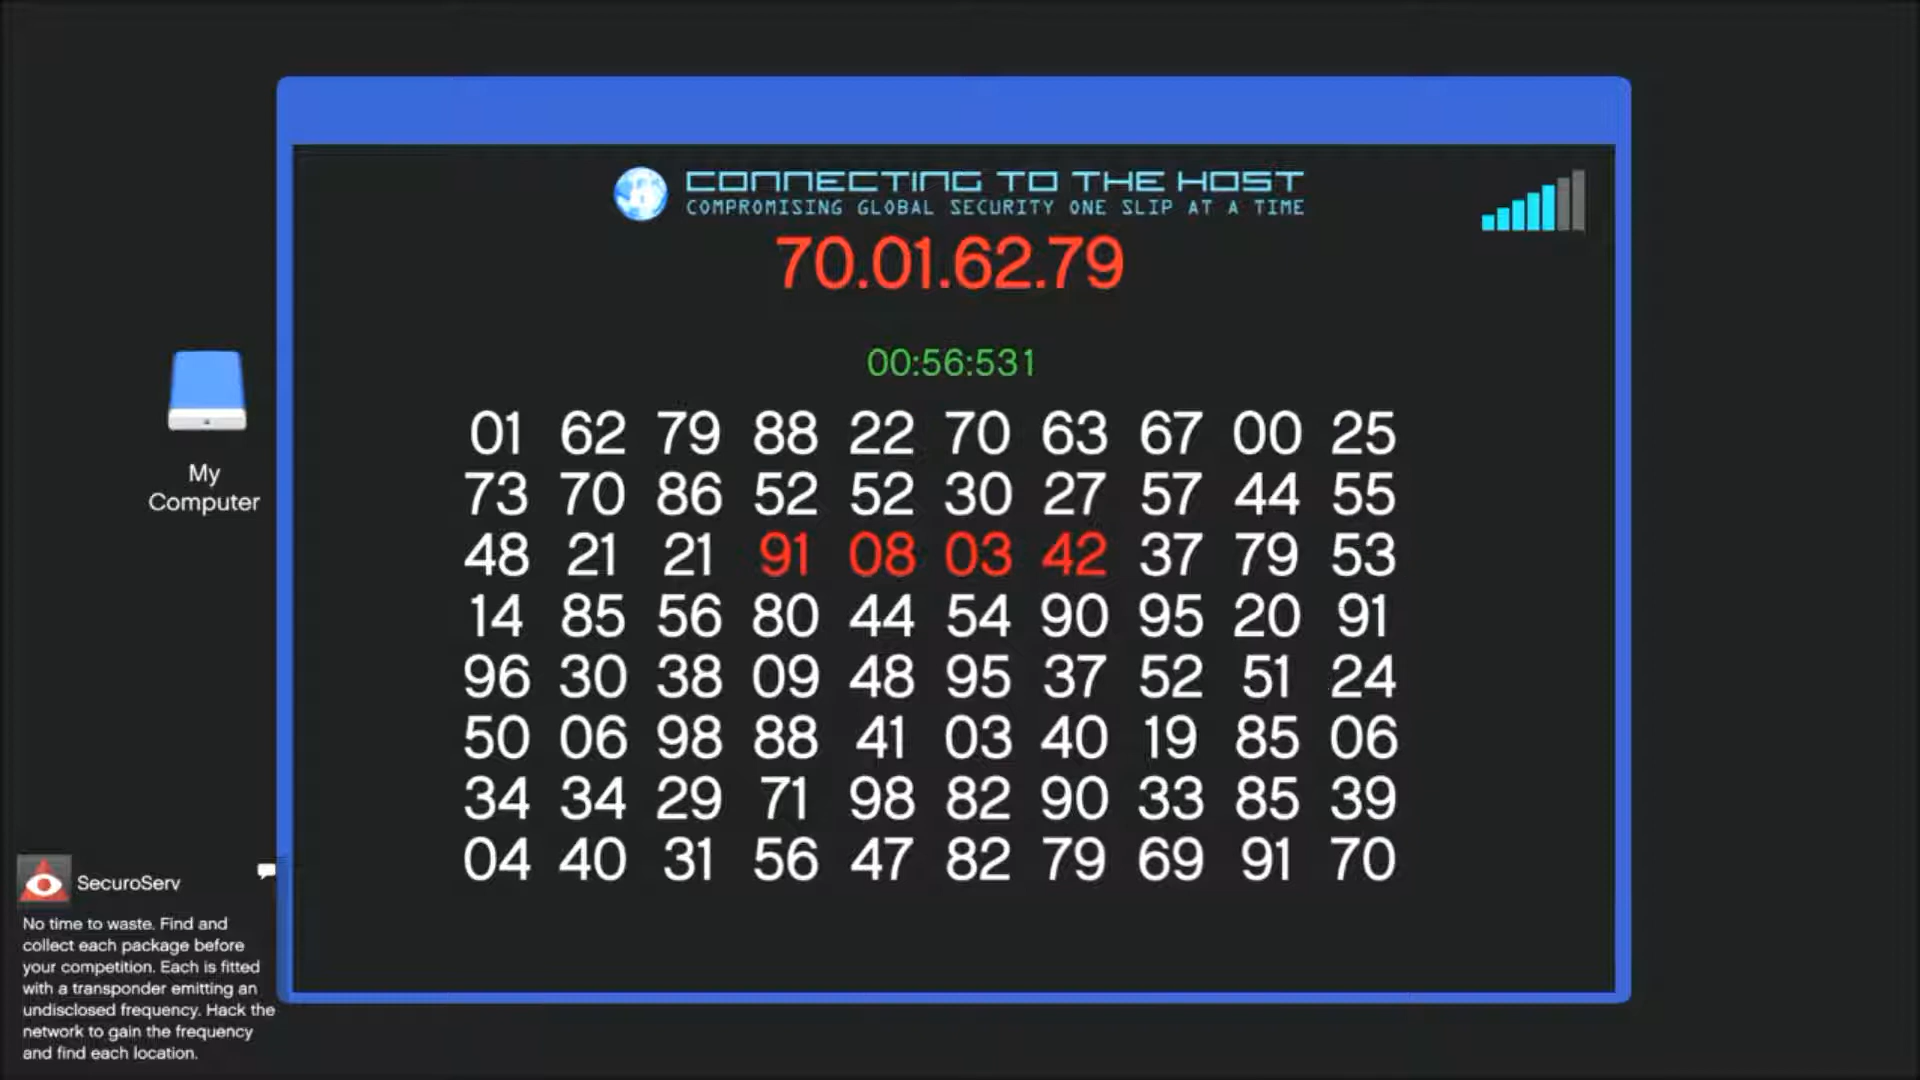 CONNECTING TO THE HOST
COMPROMISING GLOBAL SECURITY ONE SLIP AT A TIME
70.01.62.79
00:56:531
01 62 79 88 22 70 63 67 00 25
73 70 86 52 52 30 27 57 44 55
48 21 21 91 08 03 42 37 79 53
14 85 56 80 44 54 90 95 20 91
96 30 38 09 48 95 37 52 51 24
50 06 98 88 41 03 40 19 85 06
34 34 29 71 98 82 90 33 85 39
04 40 31 56 47 82 79 69 91 70
My
Computer
SecuroServ
No time to waste. Find and
collect each package before
your competition. Each is fitted
with a transponder emitting an
undisclosed frequency. Hack the
network to gain the frequency
and find each location.